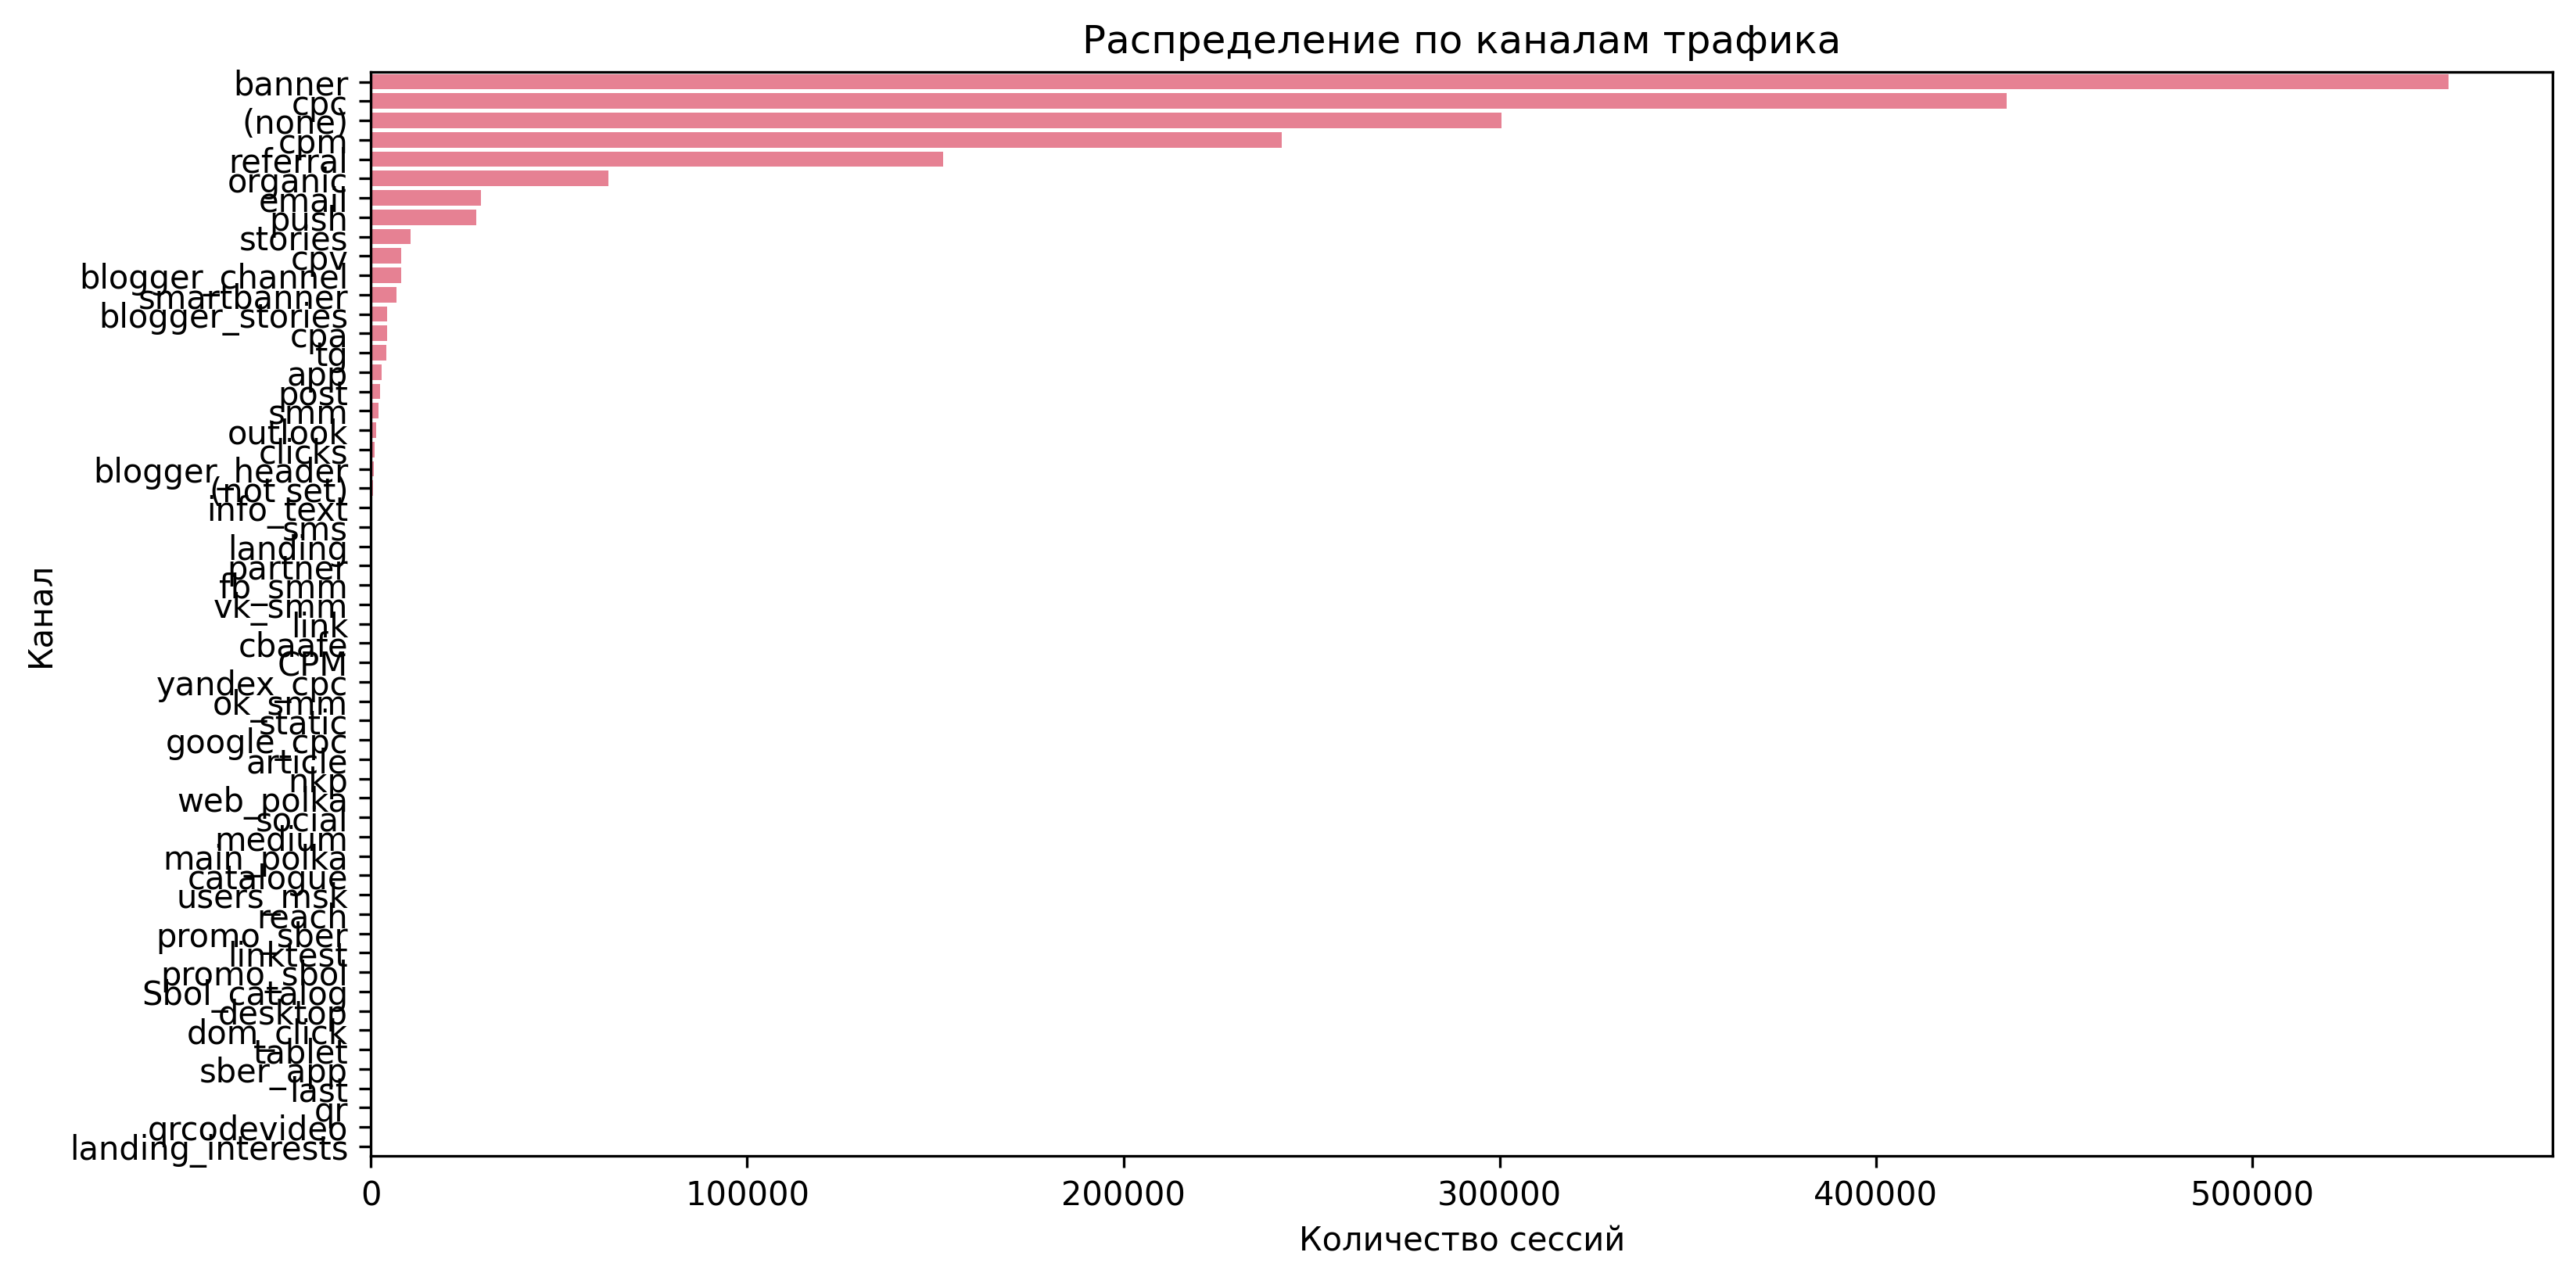 Распределение по каналам трафика
Канал
banner
cpc
(none)
cpm
referral
organic
email
push
stories
cpv
blogger_channel
smartbanner
blogger_stories
cpa
tg
app
post
smm
outlook
clicks
blogger_header
(not set)
info_text
sms
landing
partner
fb_smm
vk_smm
link
cbaafe
CPM
yandex_cpc
ok_smm
static
google_cpc
article
nkp
web_polka
social
medium
main_polka
catalogue
users_msk
reach
promo_sber
linktest
promo_sbol
Sbol_catalog
desktop
dom_click
tablet
sber_app
last
qr
qrcodevideo
landing_interests
0 100000 200000 300000 400000 500000
Количество сессий